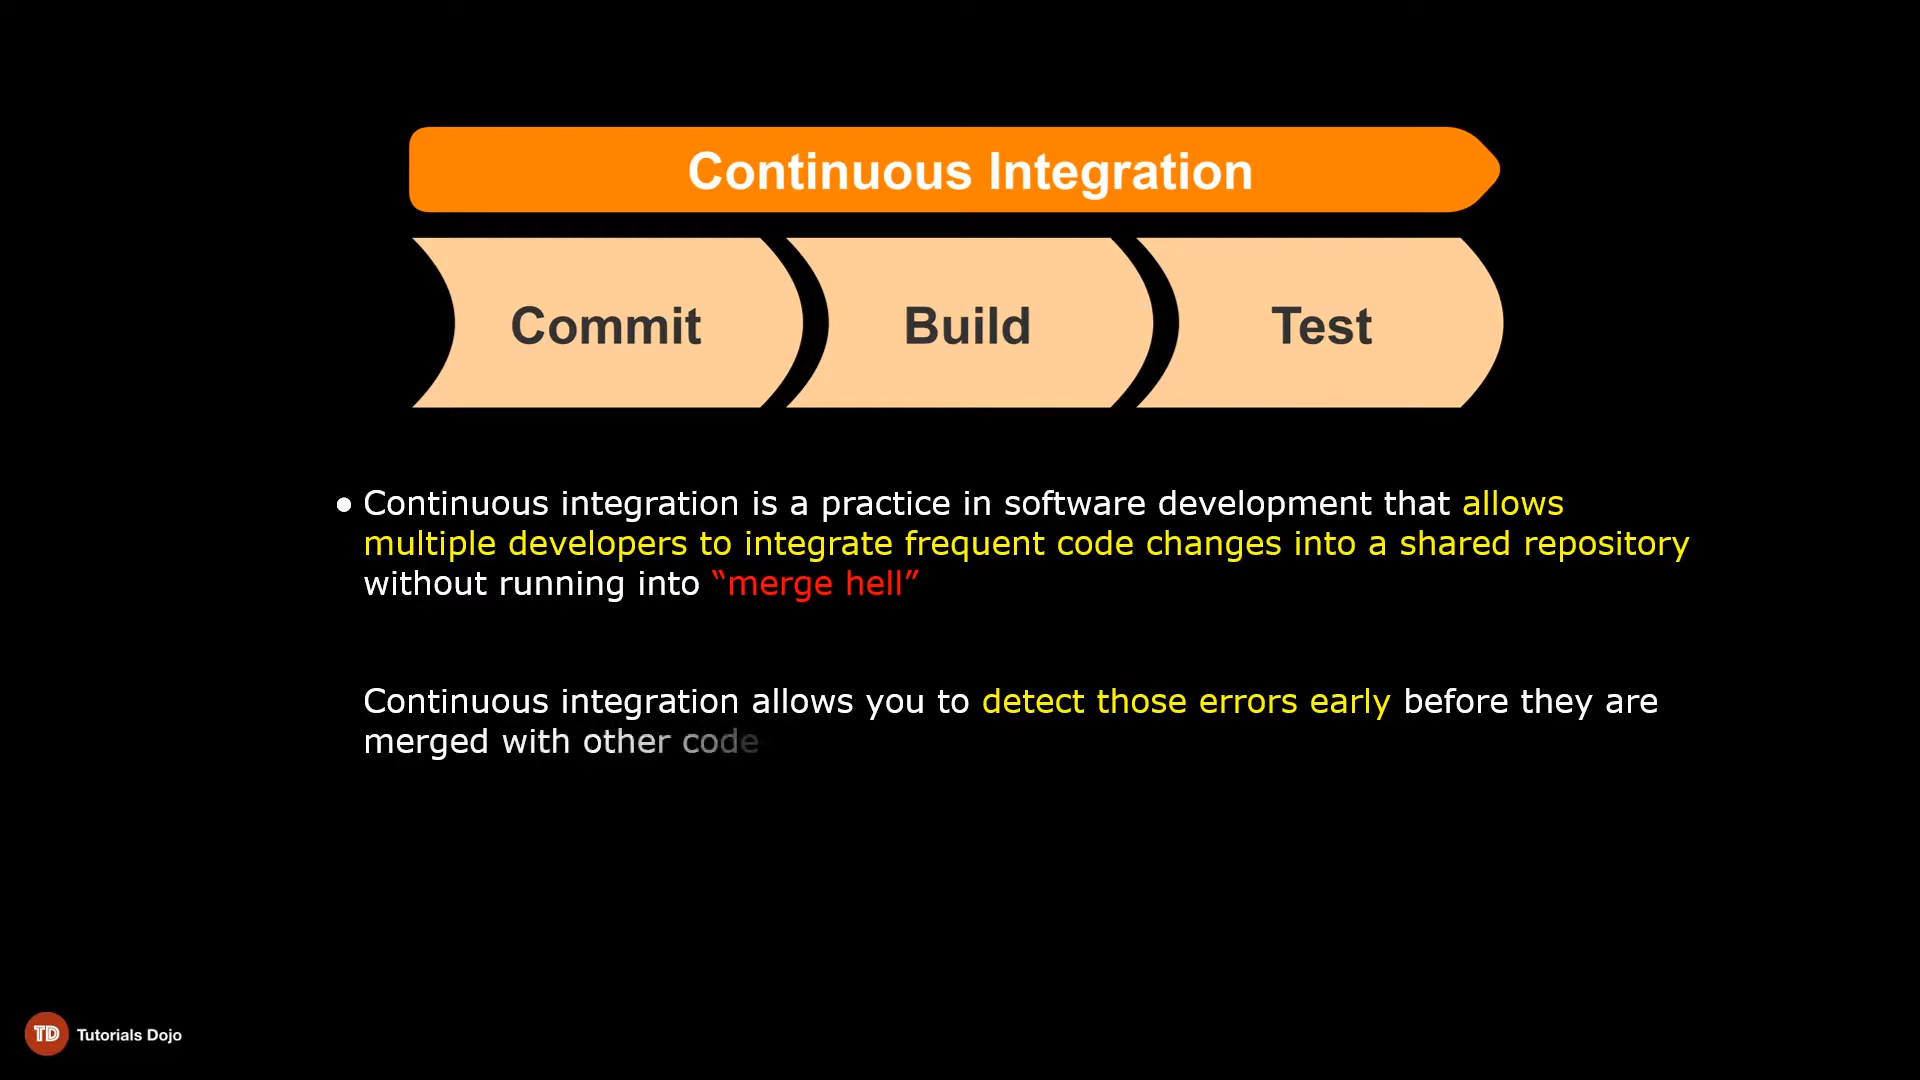 Continuous Integration
Commit Build Test
● Continuous integration is a practice in software development that allows
multiple developers to integrate frequent code changes into a shared repository
without running into “merge hell”
Continuous integration allows you to detect those errors early before they are
merged with other code
TD Tutorials Dojo